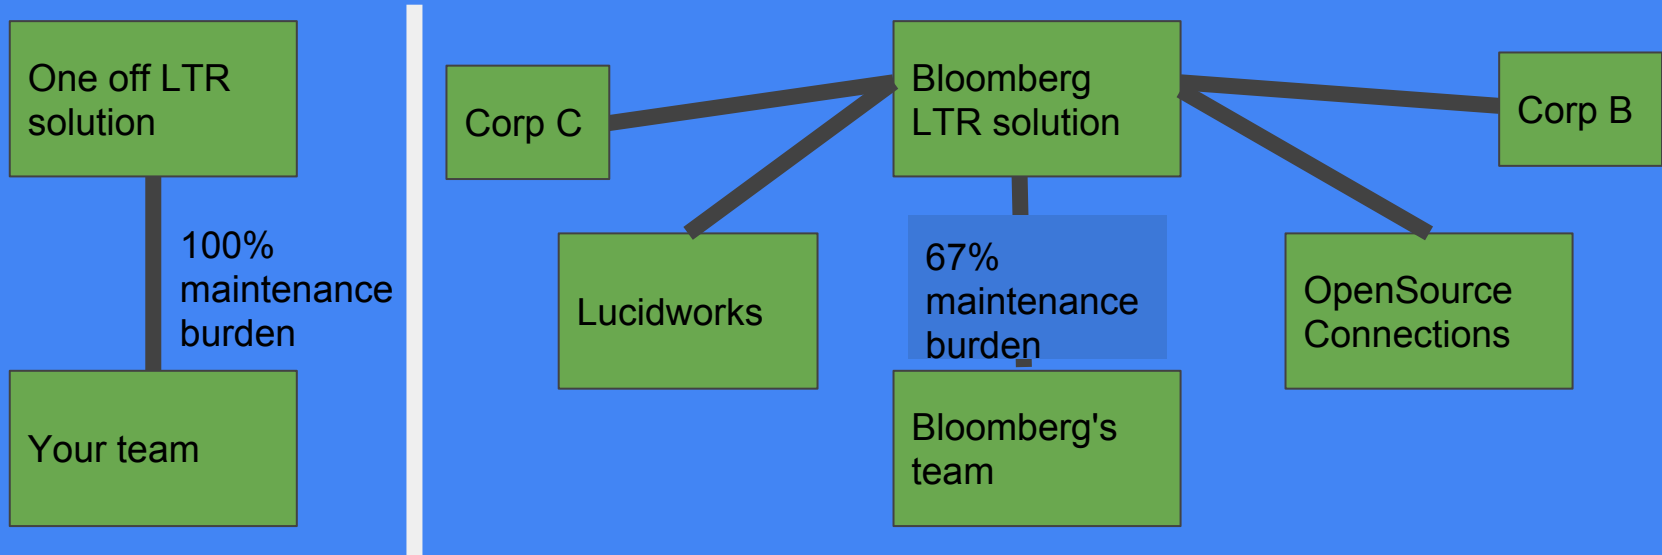 One off LTR
solution
100%
maintenance
burden
Your team
Corp C
Bloomberg
LTR solution
Corp B
Lucidworks
67%
maintenance
burden
OpenSource
Connections
Bloomberg's
team